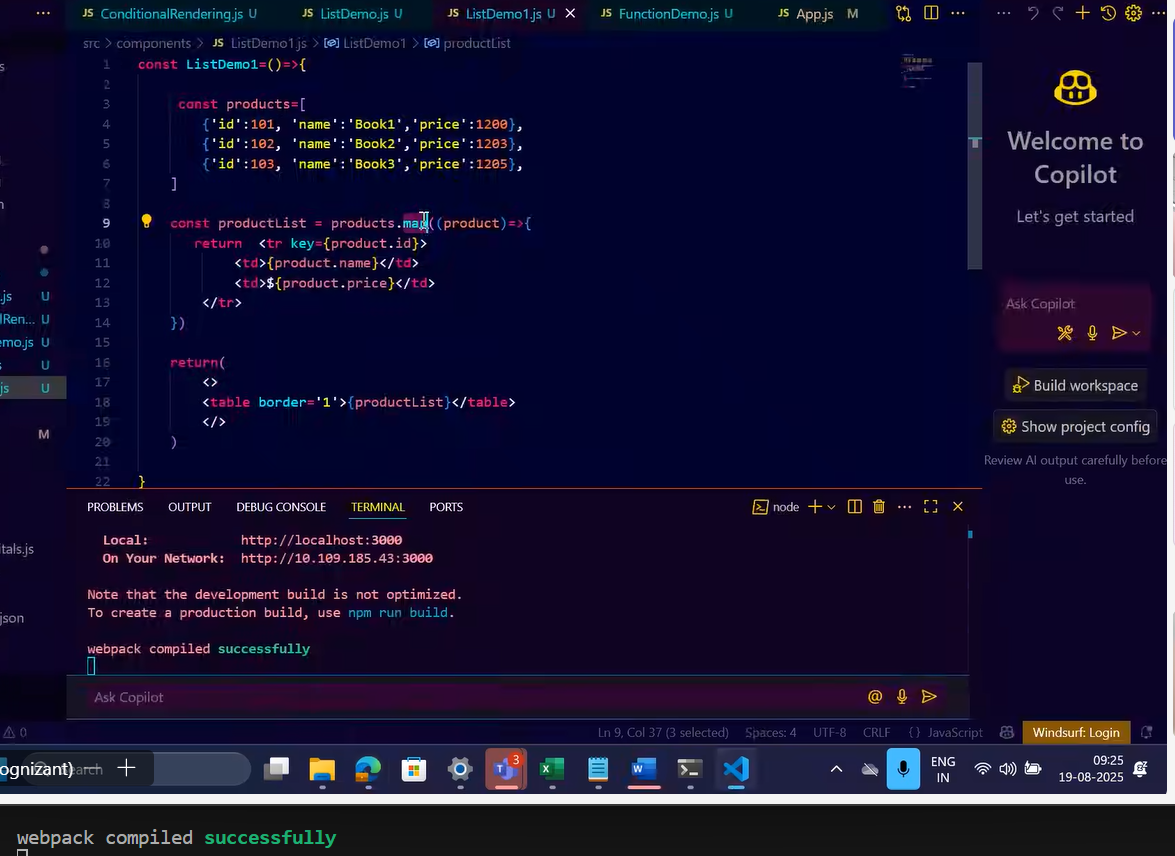 ConditionalRendering.js U JS ListDemo.js U JS ListDemo1.js U JS FunctionDemo.js U JS App.js M
src > components > JS ListDemo1.js > ListDemo1 > productList
1 const ListDemo1=()=>{
2
3 const products=[
4 {'id':101, 'name':'Book1','price':1200},
5 {'id':102, 'name':'Book2','price':1203},
6 {'id':103, 'name':'Book3','price':1205},
7 ]
8
9 const productList = products.map((product)=>{
10 return <tr key={product.id}>
11 <td>{product.name}</td>
12 <td>${product.price}</td>
13 </tr>
14 })
15
16 return(
17 <>
18 <table border='1'>{productList}</table>
19 </>
20 )
21
22 }
.js U
lRen... U
emo.js U
s U
js U
M
itals.js
json
Welcome to
Copilot
Let's get started
Ask Copilot
Build workspace
Show project config
Review AI output carefully before
use.
PROBLEMS OUTPUT DEBUG CONSOLE TERMINAL PORTS
node
Local: http://localhost:3000
On Your Network: http://10.109.185.43:3000
Note that the development build is not optimized.
To create a production build, use npm run build.
webpack compiled successfully
Ask Copilot
0 Ln 9, Col 37 (3 selected) Spaces: 4 UTF-8 CRLF {} JavaScript Windsurf: Login
ognizant) Search
3
ENG
IN
09:25
19-08-2025
webpack compiled successfully